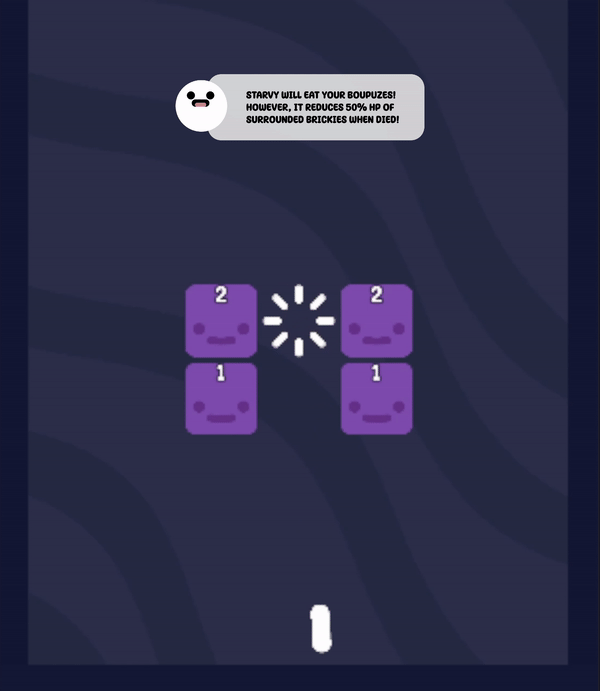 STARVY WILL EAT YOUR BOUPUZES!
HOWEVER, IT REDUCES 50% HP OF
SURROUNDED BRICKIES WHEN DIED!
2 2
1 1